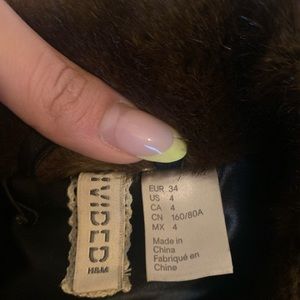 DIVIDED
H&M
EUR 34
US 4
CA 4
CN 160/80A
MX 4
Made in
China
Fabriqué en
Chine